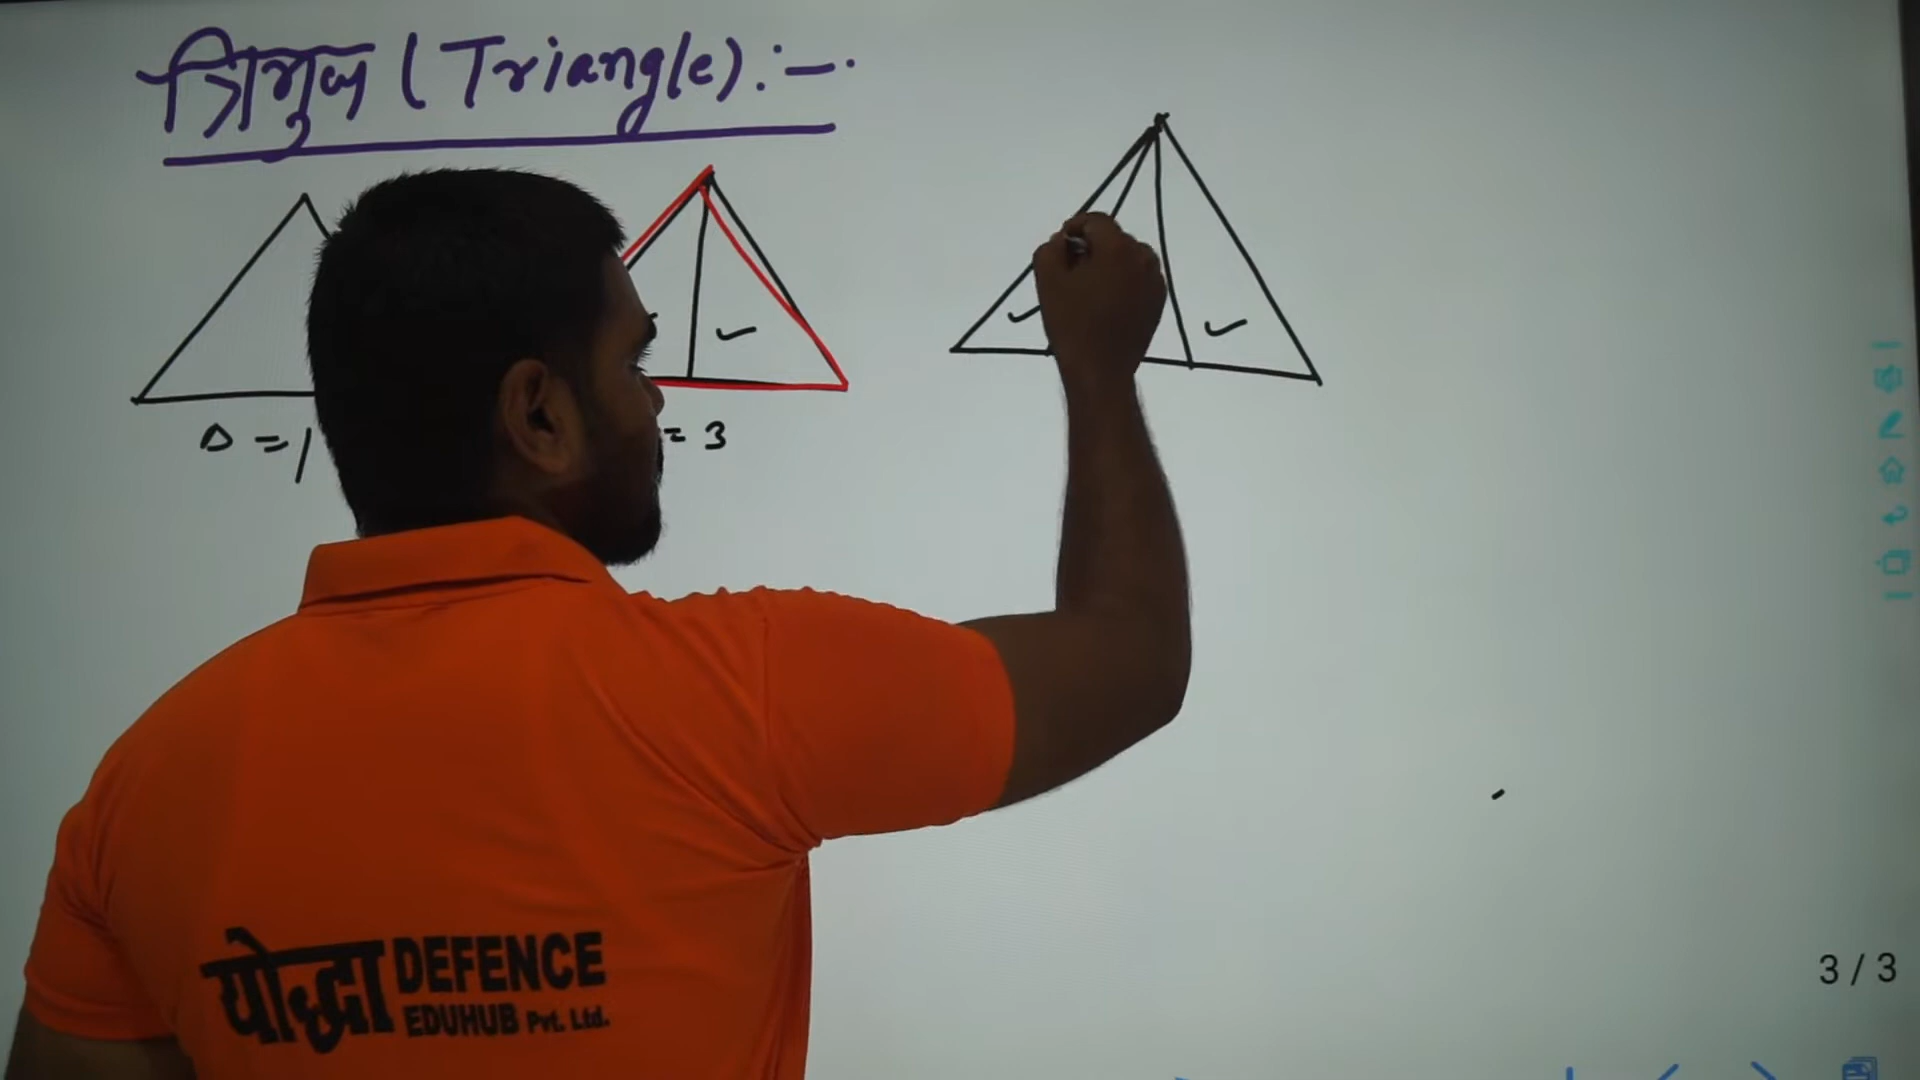 त्रिभुज (Triangle):-
Δ = 1
= 3
योद्धा DEFENCE
EDUHUB Pvt. Ltd.
3 / 3